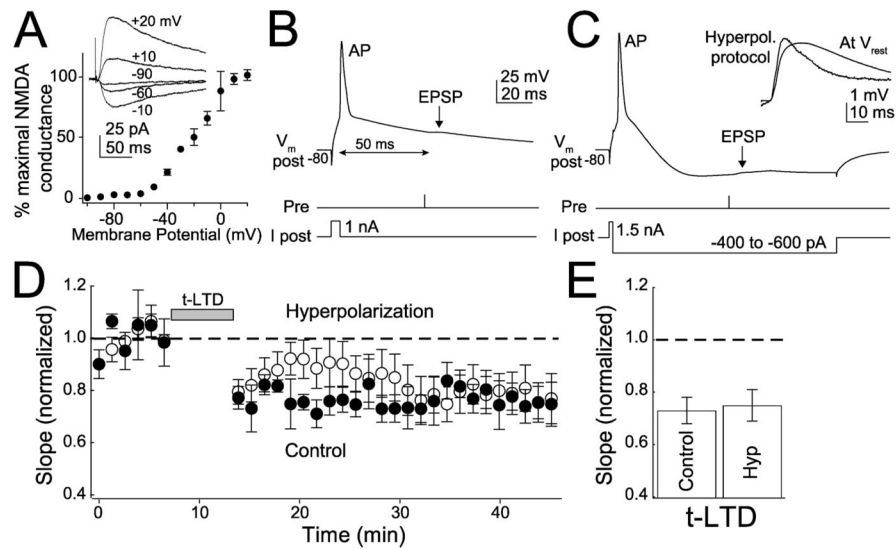 A
% maximal NMDA
conductance
100
50
0
-80
-40
0
Membrane Potential (mV)
+20 mV
+10
-90
-60
-10
25 pA
50 ms
B
AP
25 mV
20 ms
EPSP
50 ms
Vm
post -80
Pre
I post
1 nA
C
AP
Hyperpol.
protocol
At Vrest
1 mV
10 ms
EPSP
Vm
post -80
Pre
I post
1.5 nA
-400 to -600 pA
D
Slope (normalized)
1.2
1.0
0.8
0.6
0.4
t-LTD
Hyperpolarization
Control
0
10
20
30
40
Time (min)
E
Slope (normalized)
1.2
1.0
0.8
0.6
0.4
Control
Hyp
t-LTD